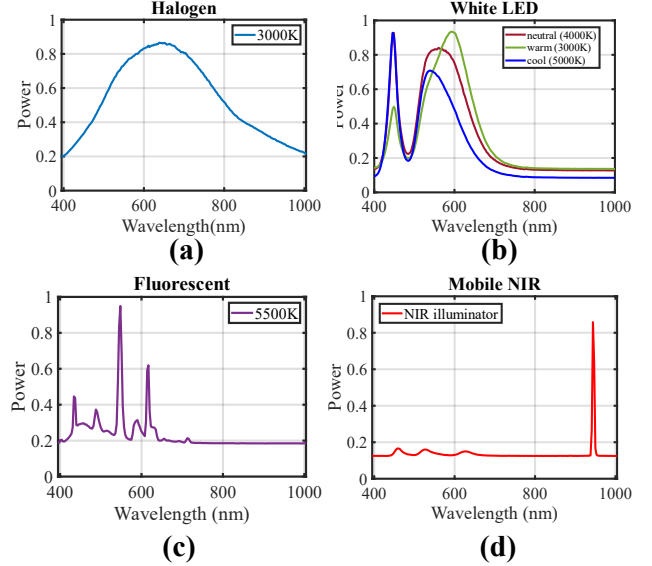 Halogen
3000K
1
0.8
0.6
0.4
0.2
0
400
600
800
1000
Power
Wavelength(nm)
(a)
White LED
neutral (4000K)
warm (3000K)
cool (5000K)
1
0.8
0.6
0.4
0.2
0
400
600
800
1000
Power
Wavelength (nm)
(b)
Fluorescent
5500K
1
0.8
0.6
0.4
0.2
0
400
600
800
1000
Power
Wavelength (nm)
(c)
Mobile NIR
NIR illuminator
1
0.8
0.6
0.4
0.2
0
400
600
800
1000
Power
Wavelength (nm)
(d)